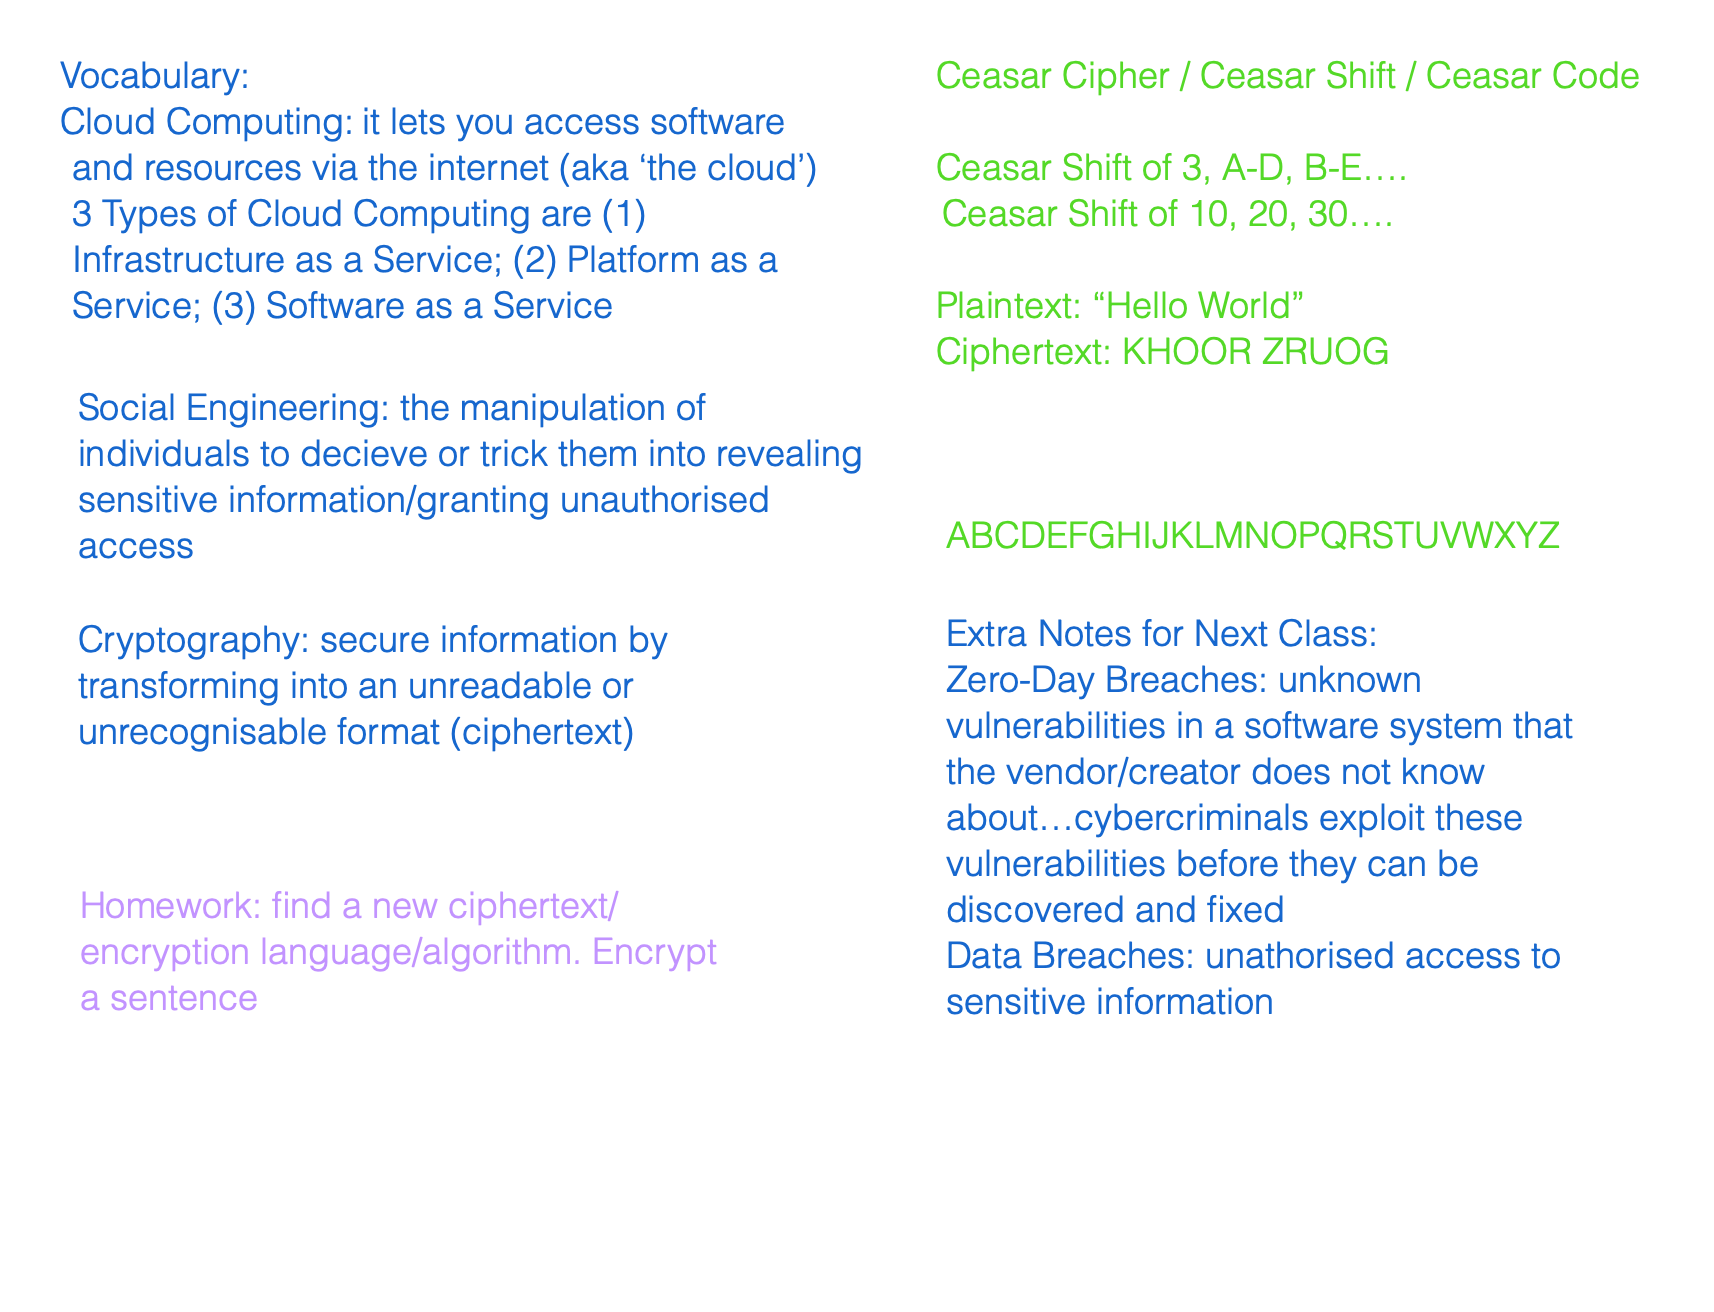 Vocabulary:
Cloud Computing: it lets you access software
and resources via the internet (aka ‘the cloud’)
3 Types of Cloud Computing are (1)
Infrastructure as a Service; (2) Platform as a
Service; (3) Software as a Service
Social Engineering: the manipulation of
individuals to decieve or trick them into revealing
sensitive information/granting unauthorised
access
Cryptography: secure information by
transforming into an unreadable or
unrecognisable format (ciphertext)
Homework: find a new ciphertext/
encryption language/algorithm. Encrypt
a sentence
Ceasar Cipher / Ceasar Shift / Ceasar Code
Ceasar Shift of 3, A-D, B-E….
Ceasar Shift of 10, 20, 30….
Plaintext: “Hello World”
Ciphertext: KHOOR ZRUOG
ABCDEFGHIJKLMNOPQRSTUVWXYZ
Extra Notes for Next Class:
Zero-Day Breaches: unknown
vulnerabilities in a software system that
the vendor/creator does not know
about…cybercriminals exploit these
vulnerabilities before they can be
discovered and fixed
Data Breaches: unathorised access to
sensitive information